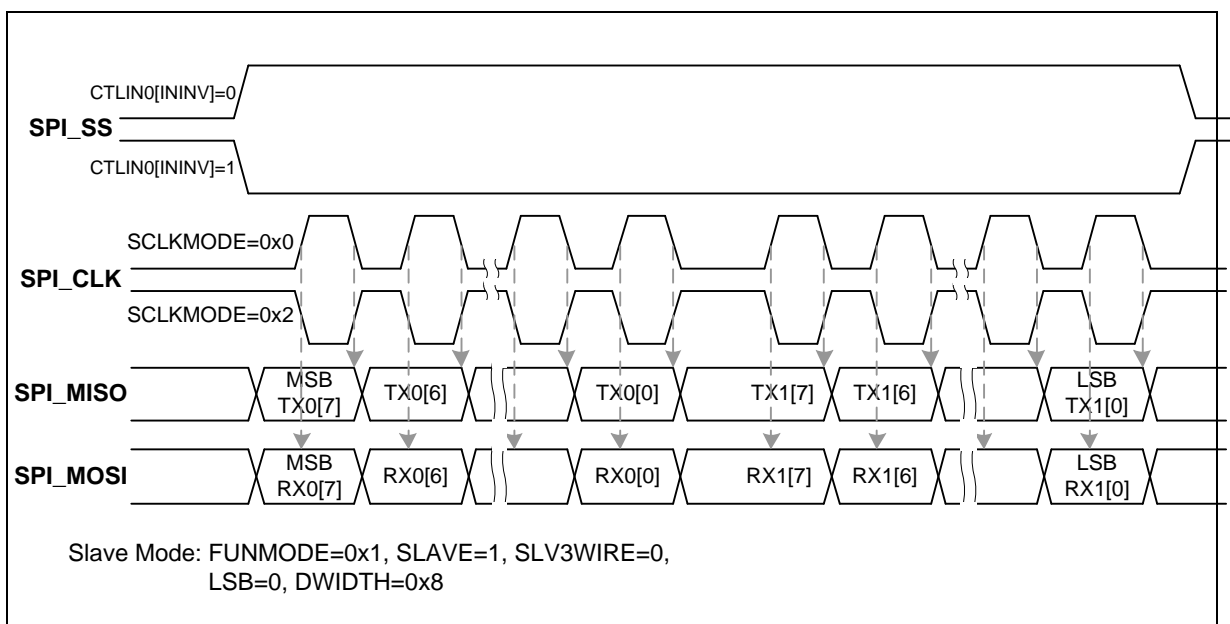 CTLIN0[ININV]=0
SPI_SS
CTLIN0[ININV]=1
SCLKMODE=0x0
SPI_CLK
SCLKMODE=0x2
SPI_MISO
MSB
TX0[7]
TX0[6]
TX0[0]
TX1[7]
TX1[6]
LSB
TX1[0]
SPI_MOSI
MSB
RX0[7]
RX0[6]
RX0[0]
RX1[7]
RX1[6]
LSB
RX1[0]
Slave Mode: FUNMODE=0x1, SLAVE=1, SLV3WIRE=0,
LSB=0, DWIDTH=0x8